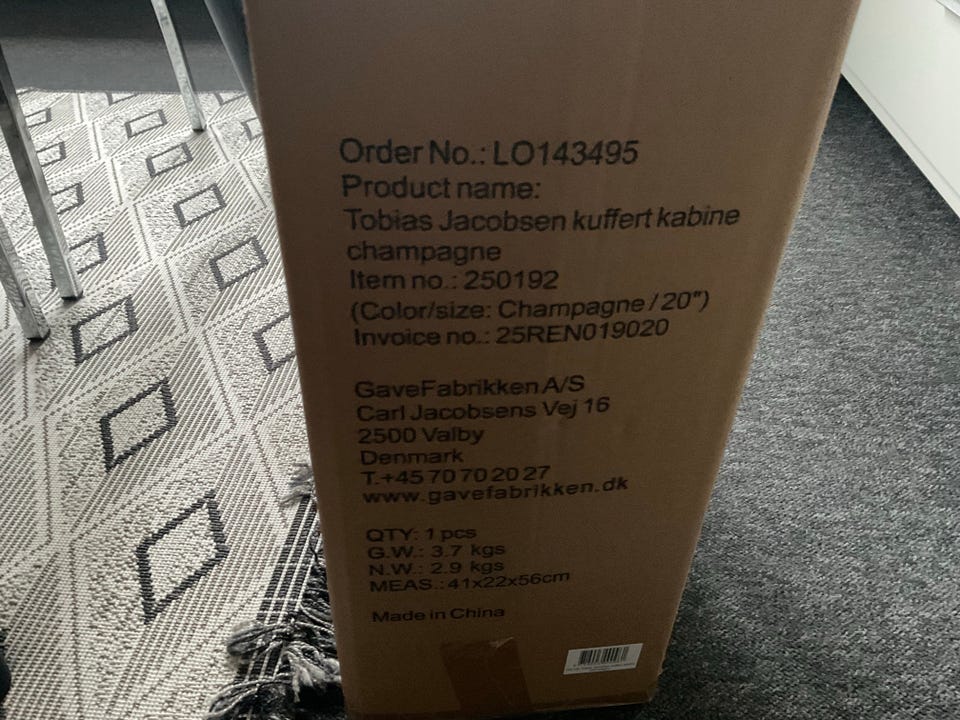 Order No.: LO143495
Product name:
Tobias Jacobsen kuffert kabine
champagne
Item no.: 250192
(Color/size: Champagne / 20")
Invoice no.: 25REN019020
GaveFabrikken A/S
Carl Jacobsens Vej 16
2500 Valby
Denmark
T.+45 70 70 20 27
www.gavefabrikken.dk
QTY: 1 pcs
G.W.: 3.7 kgs
N.W.: 2.9 kgs
MEAS.: 41x22x56cm
Made in China